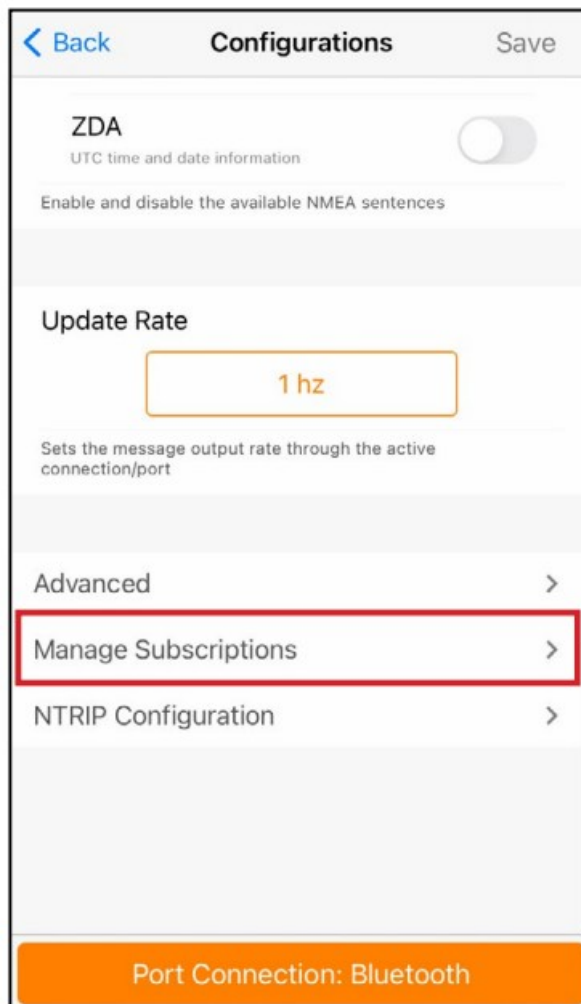 Back Configurations Save
ZDA
UTC time and date information
Enable and disable the available NMEA sentences
Update Rate
1 hz
Sets the message output rate through the active
connection/port
Advanced
Manage Subscriptions
NTRIP Configuration
Port Connection: Bluetooth